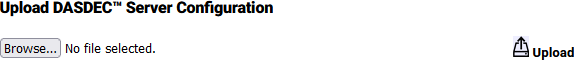 Upload DASDEC™ Server Configuration
Browse... No file selected. Upload